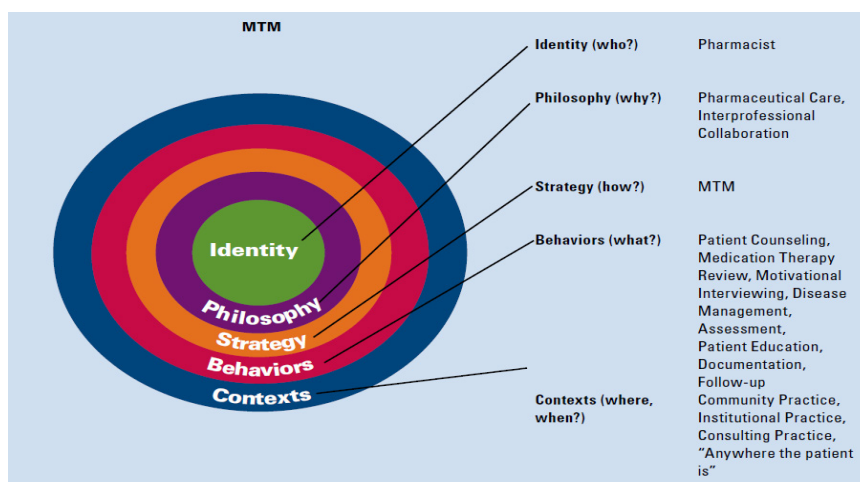 MTM
Identity (who?)
Pharmacist
Philosophy (why?)
Pharmaceutical Care,
Interprofessional
Collaboration
Strategy (how?)
MTM
Behaviors (what?)
Patient Counseling,
Medication Therapy
Review, Motivational
Interviewing, Disease
Management,
Assessment,
Patient Education,
Documentation,
Follow-up
Contexts (where,
when?)
Community Practice,
Institutional Practice,
Consulting Practice,
"Anywhere the patient
is"
Identity
Philosophy
Strategy
Behaviors
Contexts